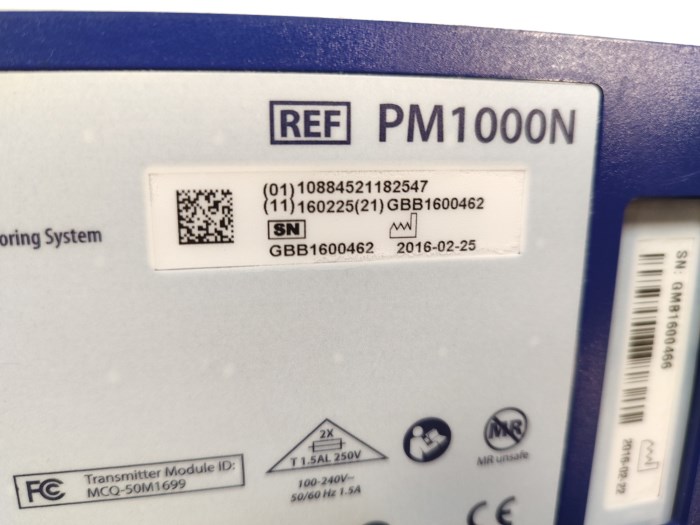 REF PM1000N
(01)10884521182547
(11)160225(21)GBB1600462
SN
GBB1600462 2016-02-25
oring System
SN: GM81600466
2016-02-22
2X
T 1.5AL 250V
100-240V~
50/60 Hz 1.5A
MR
MR unsafe
FC Transmitter Module ID:
MCQ-50M1699
CE